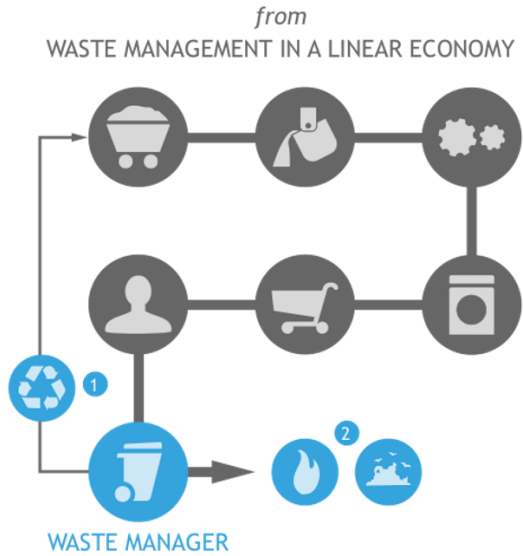 from
WASTE MANAGEMENT IN A LINEAR ECONOMY
1
2
WASTE MANAGER